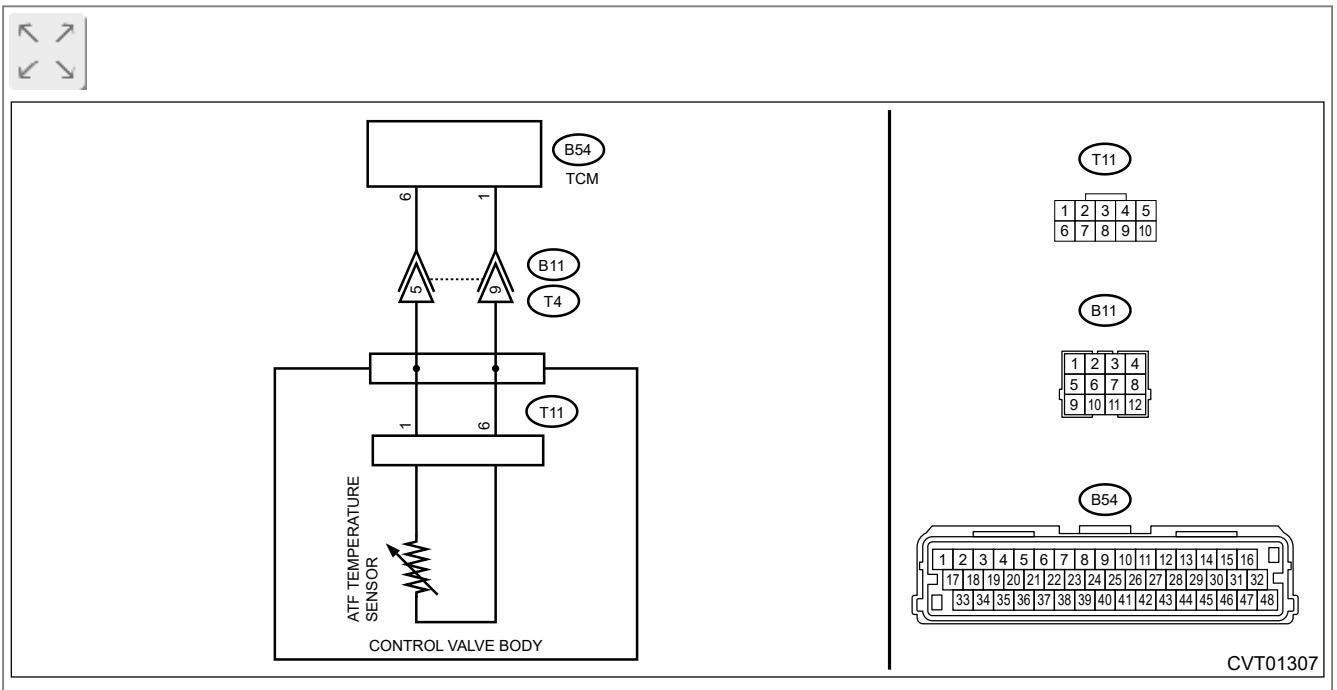 B54
TCM
6 1
B11
5 9
T4
T11
1 6
ATF TEMPERATURE
SENSOR
CONTROL VALVE BODY
T11
1 2 3 4 5
6 7 8 9 10
B11
1 2 3 4
5 6 7 8
9 10 11 12
B54
1 2 3 4 5 6 7 8 9 10 11 12 13 14 15 16
17 18 19 20 21 22 23 24 25 26 27 28 29 30 31 32
33 34 35 36 37 38 39 40 41 42 43 44 45 46 47 48
CVT01307